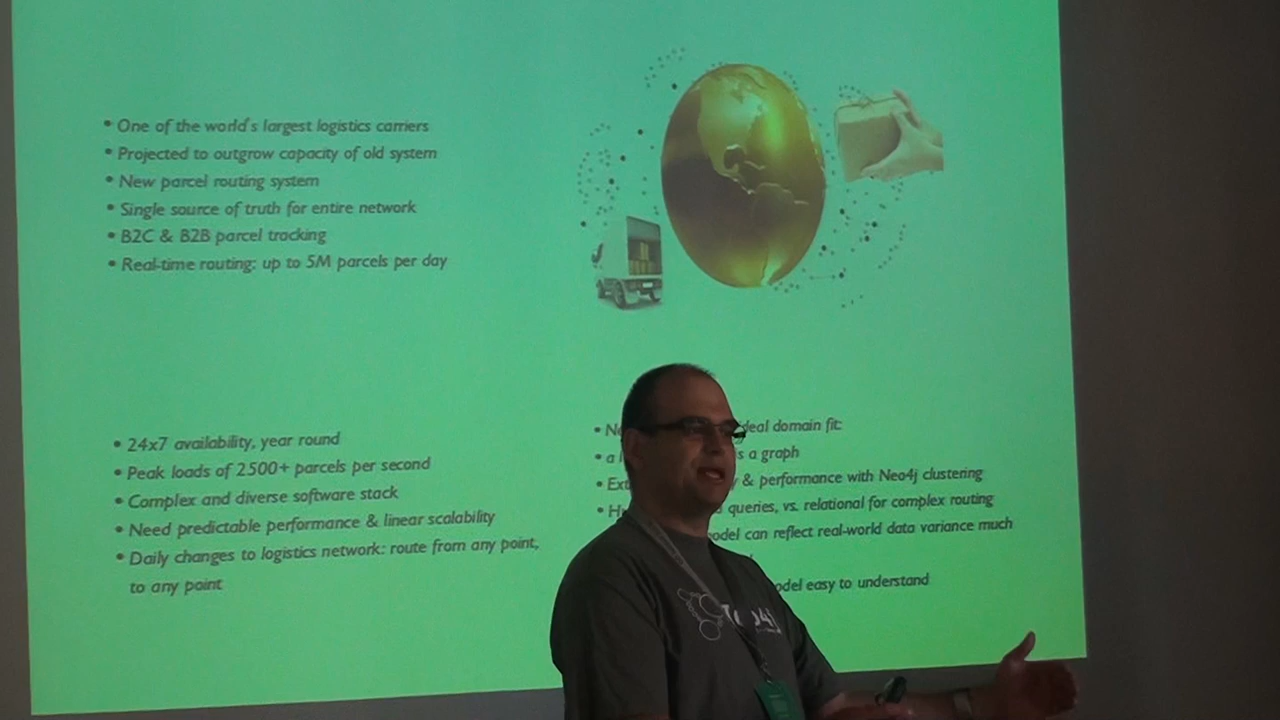 • One of the world's largest logistics carriers
• Projected to outgrow capacity of old system
• New parcel routing system
• Single source of truth for entire network
• B2C & B2B parcel tracking
• Real-time routing: up to 5M parcels per day
• 24x7 availability, year round
• Peak loads of 2500+ parcels per second
• Complex and diverse software stack
• Need predictable performance & linear scalability
• Daily changes to logistics network: route from any point,
to any point
• domain fit:
• a graph
• & performance with Neo4j clustering
• queries, vs. relational for complex routing
can reflect real-world data variance much
easy to understand